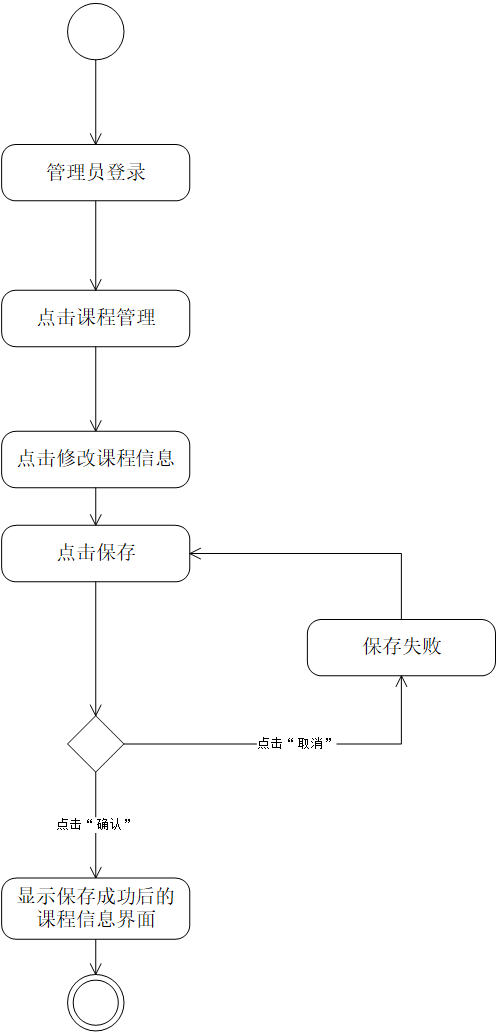 管理员登录
点击课程管理
点击修改课程信息
点击保存
保存失败
点击“取消”
点击“确认”
显示保存成功后的
课程信息界面